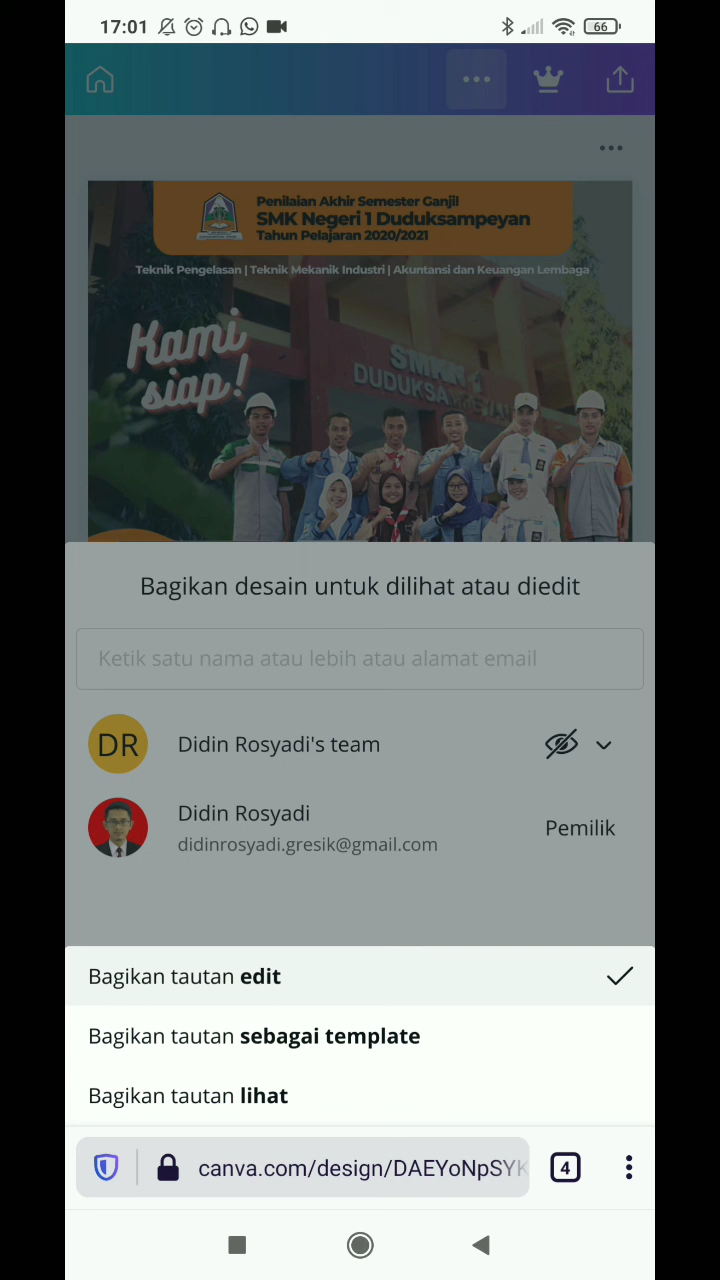 17:01
66
Penilaian Akhir Semester Ganjil
SMK Negeri 1 Duduksampeyan
Tahun Pelajaran 2020/2021
Teknik Pengelasan | Teknik Mekanik Industri | Akuntansi dan Keuangan Lembaga
Kami
siap!
SMKN 1
DUDUKSAMPEYAN
Bagikan desain untuk dilihat atau diedit
Ketik satu nama atau lebih atau alamat email
DR
Didin Rosyadi's team
Didin Rosyadi
didinrosyadi.gresik@gmail.com
Pemilik
Bagikan tautan edit
Bagikan tautan sebagai template
Bagikan tautan lihat
canva.com/design/DAEYoNpSYK
4